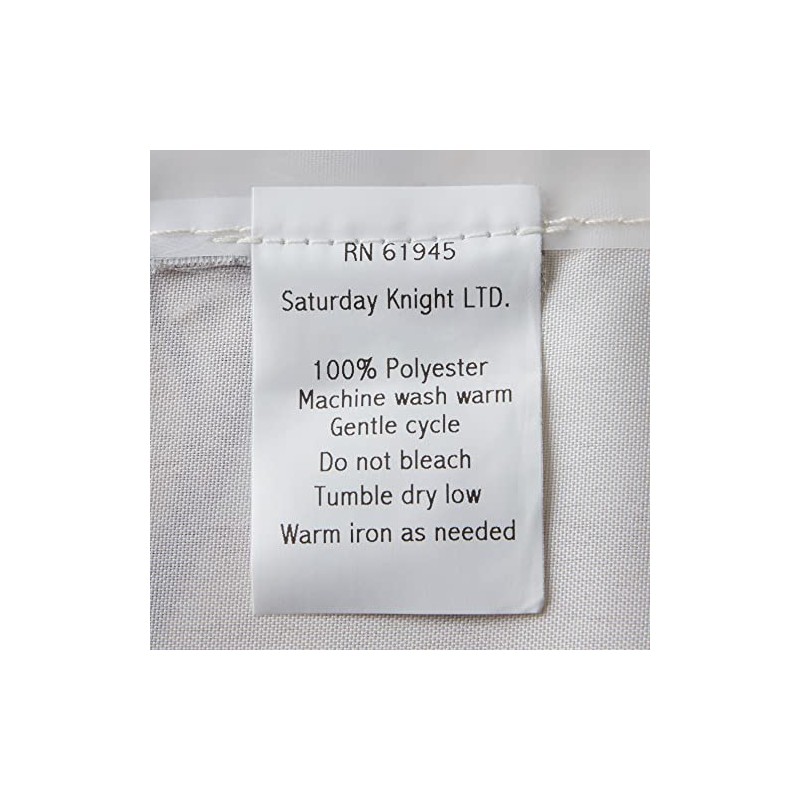 RN 61945
Saturday Knight LTD.
100% Polyester
Machine wash warm
Gentle cycle
Do not bleach
Tumble dry low
Warm iron as needed